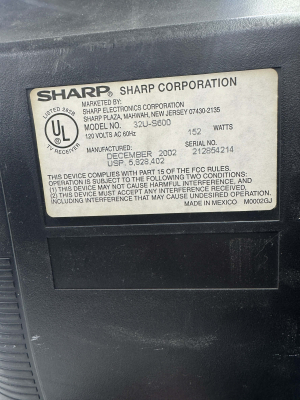 SHARP® SHARP CORPORATION
MARKETED BY:
SHARP ELECTRONICS CORPORATION
SHARP PLAZA, MAHWAH, NEW JERSEY 07430-2135
MODEL NO. 32U-S600
120 VOLTS AC 60Hz 152 WATTS
LISTED 282B
UL
®
TV RECEIVER
MANUFACTURED: SERIAL NO.
DECEMBER 2002 212854214
USP. 5,828,402
THIS DEVICE COMPLIES WITH PART 15 OF THE FCC RULES.
OPERATION IS SUBJECT TO THE FOLLOWING TWO CONDITIONS:
(1) THIS DEVICE MAY NOT CAUSE HARMFUL INTERFERENCE, AND
(2) THIS DEVICE MUST ACCEPT ANY INTERFERENCE RECEIVED,
INCLUDING INTERFERENCE THAT MAY CAUSE UNDESIRED OPERATION.
MADE IN MEXICO M0002GJ